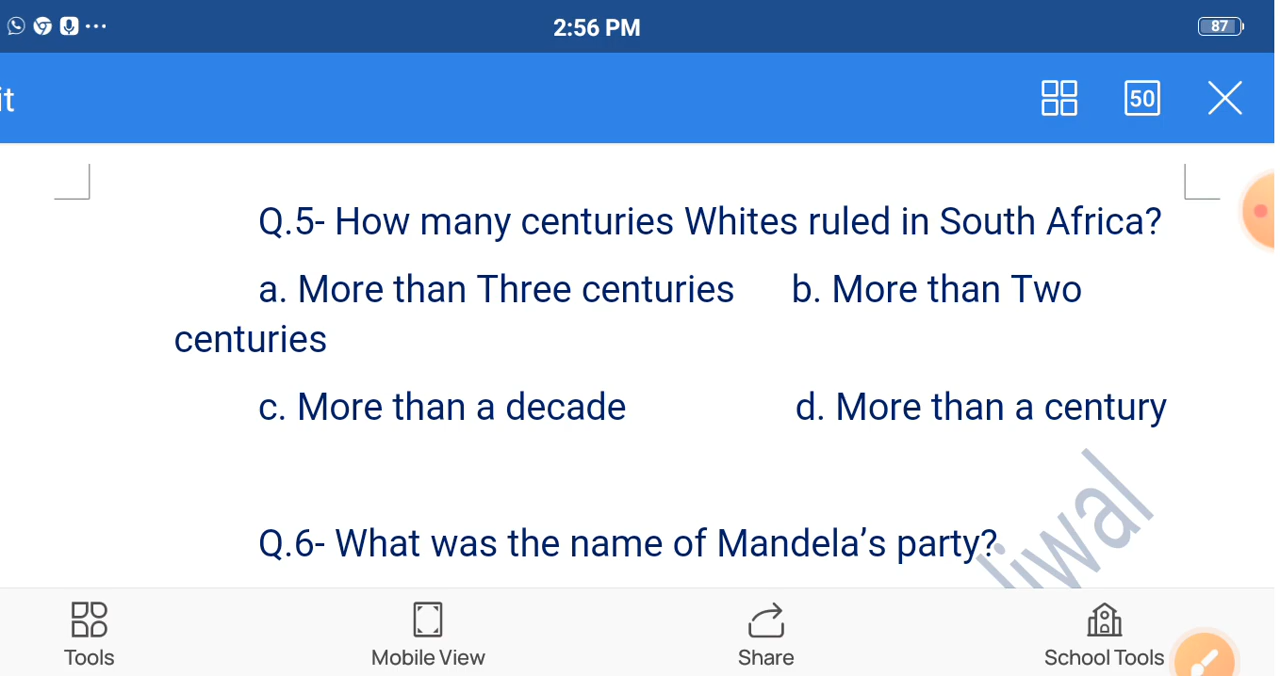 2:56 PM
87
it
50
Q.5- How many centuries Whites ruled in South Africa?
a. More than Three centuries b. More than Two
centuries
c. More than a decade d. More than a century
Q.6- What was the name of Mandela’s party?
liwal
Tools Mobile View Share School Tools